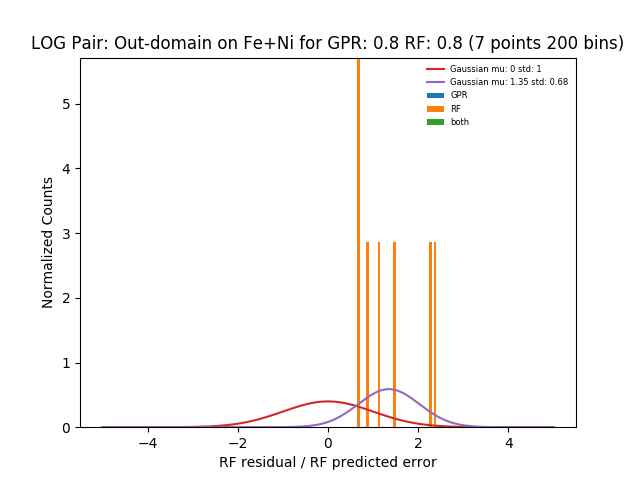 LOG Pair: Out-domain on Fe+Ni for GPR: 0.8 RF: 0.8 (7 points 200 bins)
Gaussian mu: 0 std: 1
Gaussian mu: 1.35 std: 0.68
GPR
RF
both
Normalized Counts
5
4
3
2
1
0
−4
−2
0
2
4
RF residual / RF predicted error